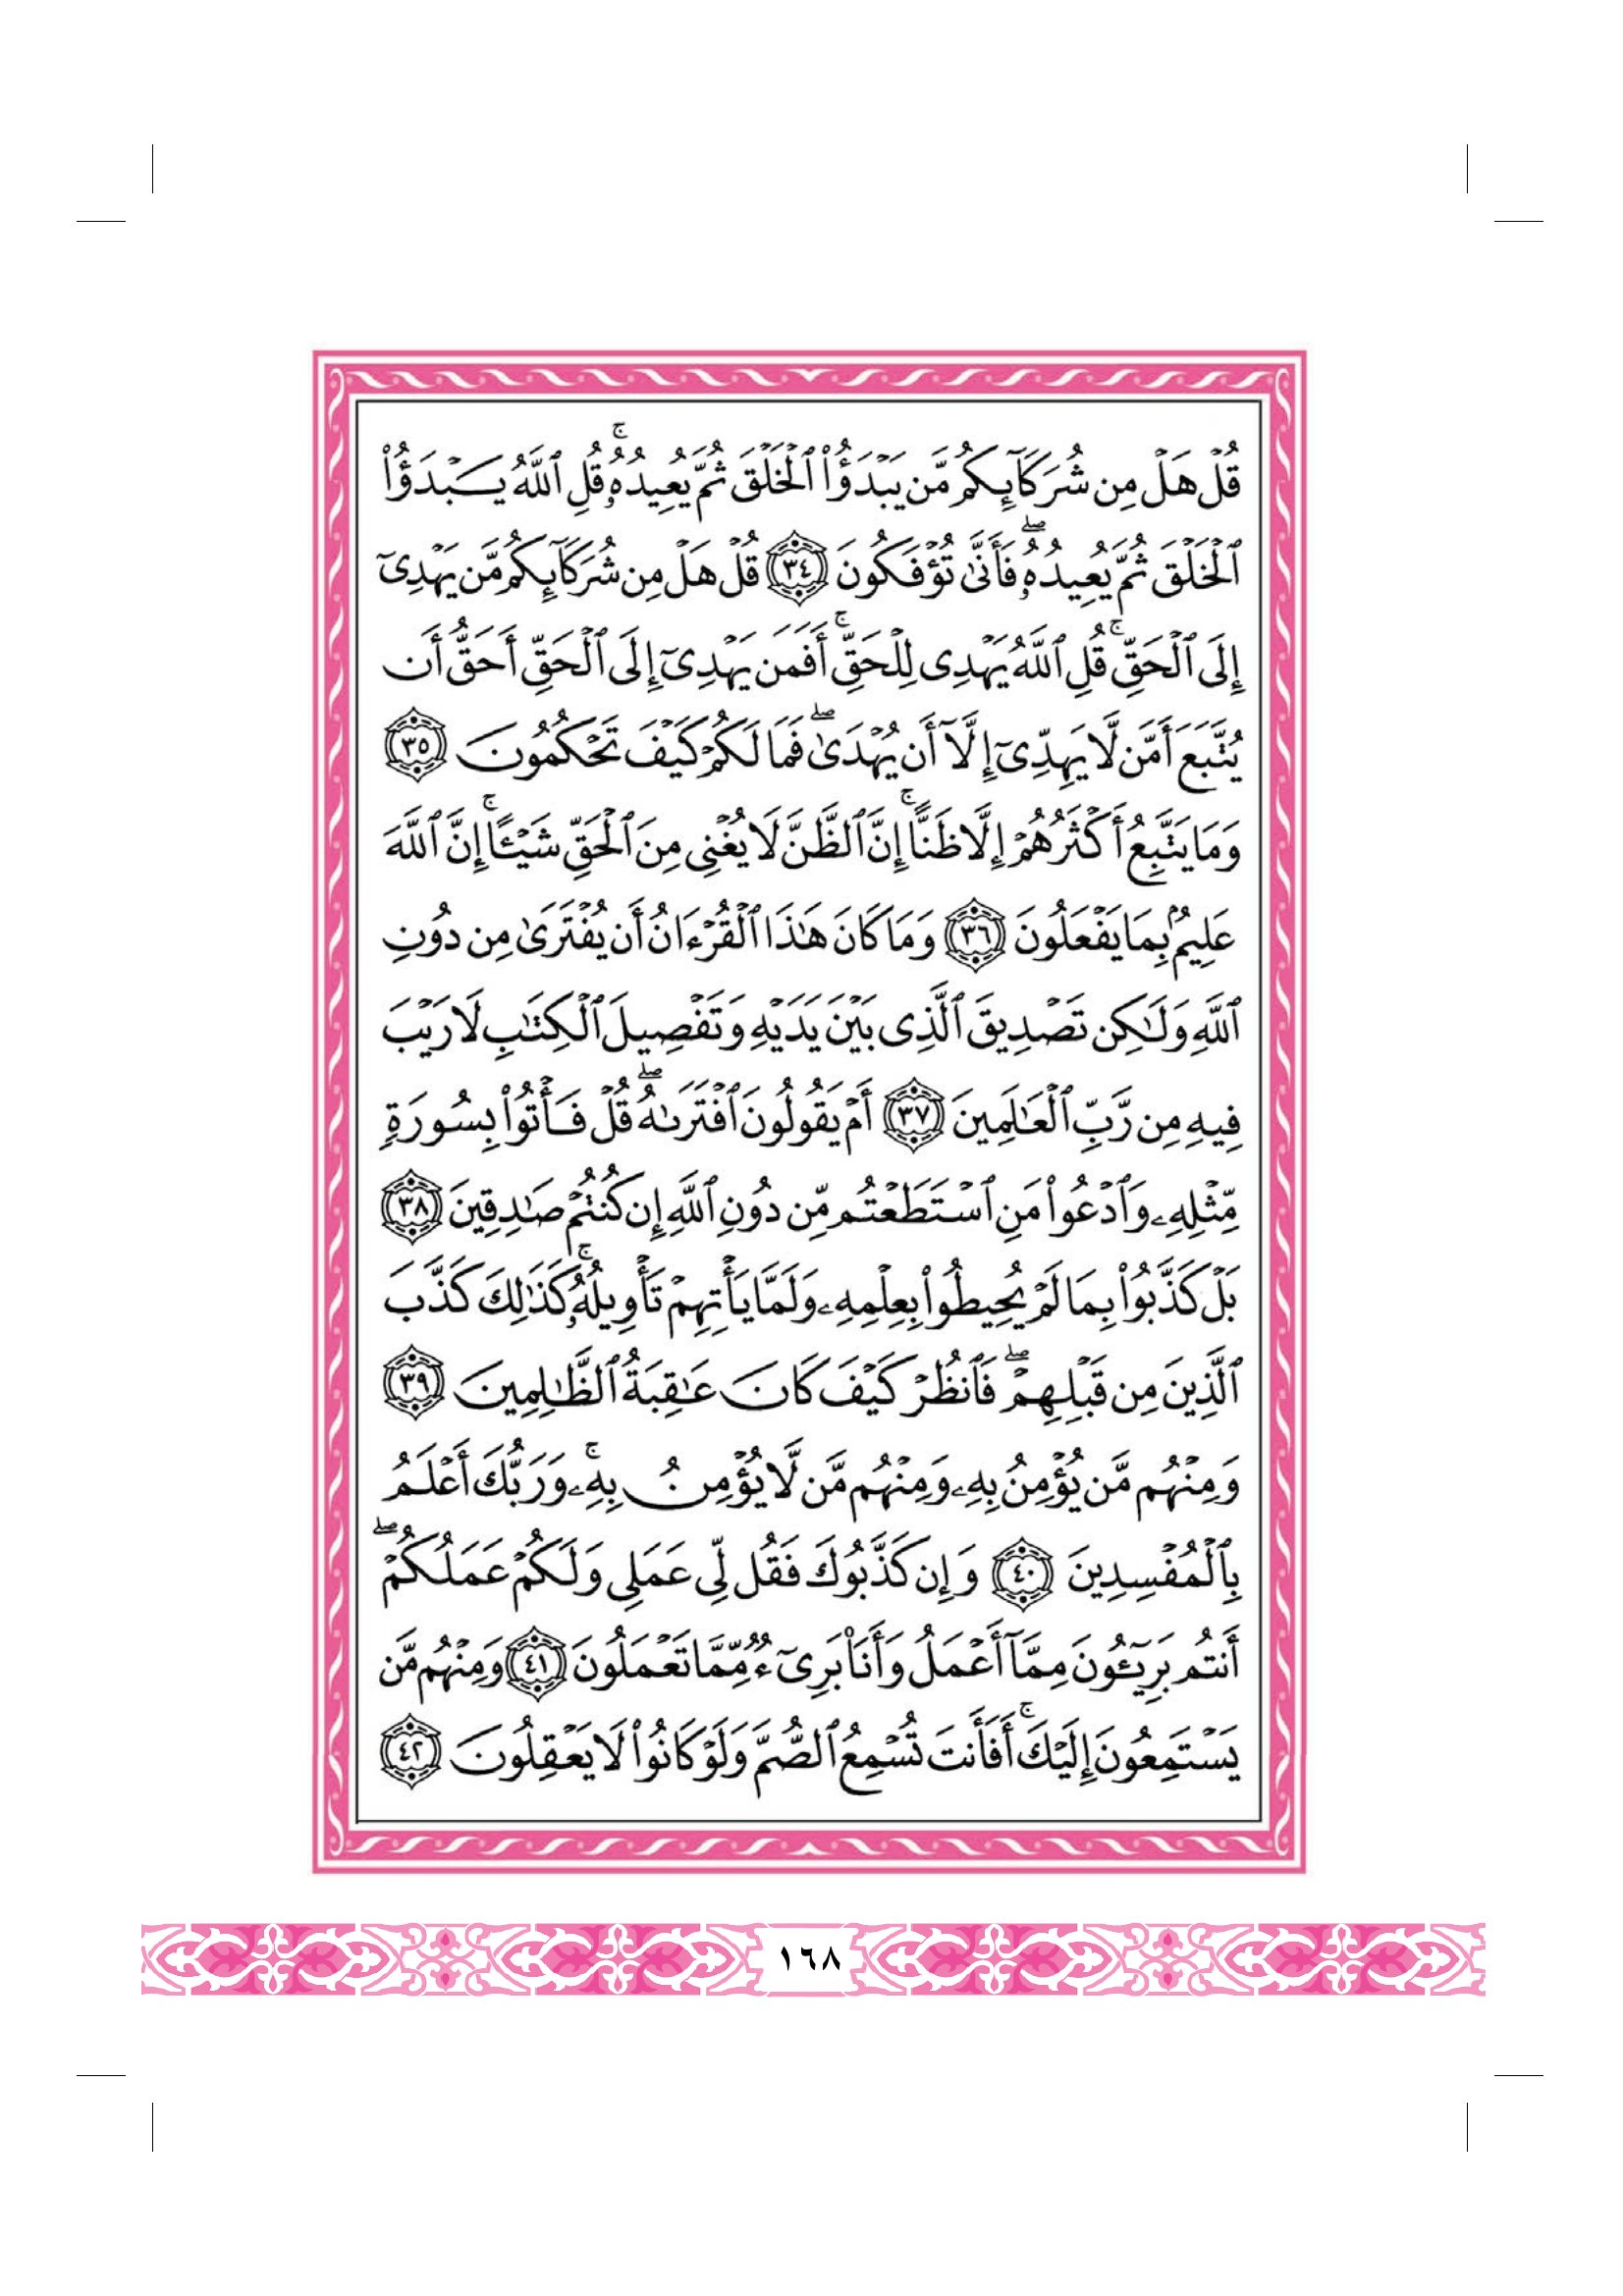 قُلۡ هَلۡ مِن شُرَكَآئِكُم مَّن يَبۡدَؤُاْ ٱلۡخَلۡقَ ثُمَّ يُعِيدُهُۥۚ قُلِ ٱللَّهُ يَبۡدَؤُاْ
ٱلۡخَلۡقَ ثُمَّ يُعِيدُهُۥۖ فَأَنَّىٰ تُؤۡفَكُونَ ٣٤ قُلۡ هَلۡ مِن شُرَكَآئِكُم مَّن يَهۡدِيٓ
إِلَى ٱلۡحَقِّۚ قُلِ ٱللَّهُ يَهۡدِي لِلۡحَقِّۗ أَفَمَن يَهۡدِيٓ إِلَى ٱلۡحَقِّ أَحَقُّ أَن
يُتَّبَعَ أَمَّن لَّا يَهِدِّيٓ إِلَّآ أَن يُهۡدَىٰۖ فَمَا لَكُمۡ كَيۡفَ تَحۡكُمُونَ ٣٥
وَمَا يَتَّبِعُ أَكۡثَرُهُمۡ إِلَّا ظَنًّاۚ إِنَّ ٱلظَّنَّ لَا يُغۡنِي مِنَ ٱلۡحَقِّ شَيۡـًٔاۚ إِنَّ ٱللَّهَ
عَلِيمُۢ بِمَا يَفۡعَلُونَ ٣٦ وَمَا كَانَ هَٰذَا ٱلۡقُرۡءَانُ أَن يُفۡتَرَىٰ مِن دُونِ
ٱللَّهِ وَلَٰكِن تَصۡدِيقَ ٱلَّذِي بَيۡنَ يَدَيۡهِ وَتَفۡصِيلَ ٱلۡكِتَٰبِ لَا رَيۡبَ
فِيهِ مِن رَّبِّ ٱلۡعَٰلَمِينَ ٣٧ أَمۡ يَقُولُونَ ٱفۡتَرَىٰهُۖ قُلۡ فَأۡتُواْ بِسُورَةٖ
مِّثۡلِهِۦ وَٱدۡعُواْ مَنِ ٱسۡتَطَعۡتُم مِّن دُونِ ٱللَّهِ إِن كُنتُمۡ صَٰدِقِينَ ٣٨
بَلۡ كَذَّبُواْ بِمَا لَمۡ يُحِيطُواْ بِعِلۡمِهِۦ وَلَمَّا يَأۡتِهِمۡ تَأۡوِيلُهُۥۚ كَذَٰلِكَ كَذَّبَ
ٱلَّذِينَ مِن قَبۡلِهِمۡۖ فَٱنظُرۡ كَيۡفَ كَانَ عَٰقِبَةُ ٱلظَّٰلِمِينَ ٣٩
وَمِنۡهُم مَّن يُؤۡمِنُ بِهِۦ وَمِنۡهُم مَّن لَّا يُؤۡمِنُ بِهِۦۚ وَرَبُّكَ أَعۡلَمُ
بِٱلۡمُفۡسِدِينَ ٤٠ وَإِن كَذَّبُوكَ فَقُل لِّي عَمَلِي وَلَكُمۡ عَمَلُكُمۡۖ
أَنتُم بَرِيٓـُٔونَ مِمَّآ أَعۡمَلُ وَأَنَا۠ بَرِيٓءٞ مِّمَّا تَعۡمَلُونَ ٤١ وَمِنۡهُم مَّن
يَسۡتَمِعُونَ إِلَيۡكَۚ أَفَأَنتَ تُسۡمِعُ ٱلصُّمَّ وَلَوۡ كَانُواْ لَا يَعۡقِلُونَ ٤٢
١٦٨